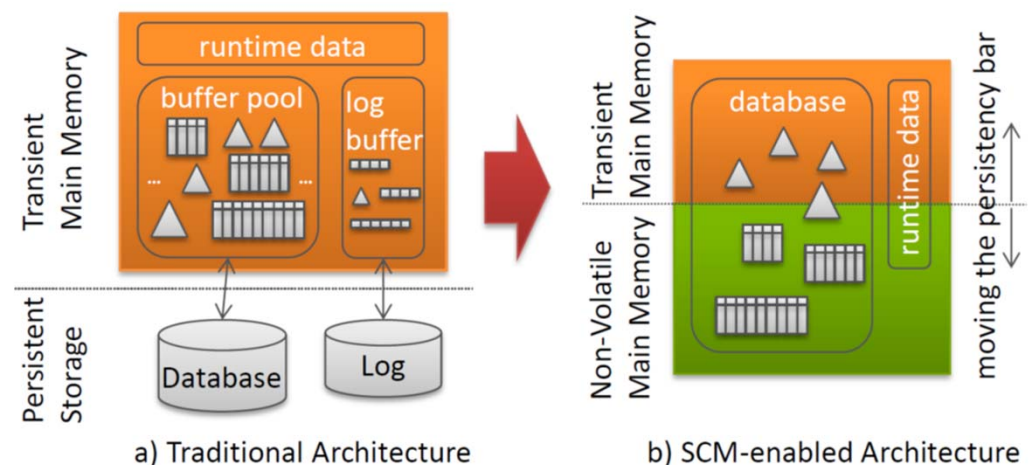 Transient
Main Memory
runtime data
buffer pool
log
buffer
...
...
Persistent
Storage
Database
Log
a) Traditional Architecture
Transient
Main Memory
Non-Volatile
Main Memory
database
runtime data
moving the persistency bar
b) SCM-enabled Architecture